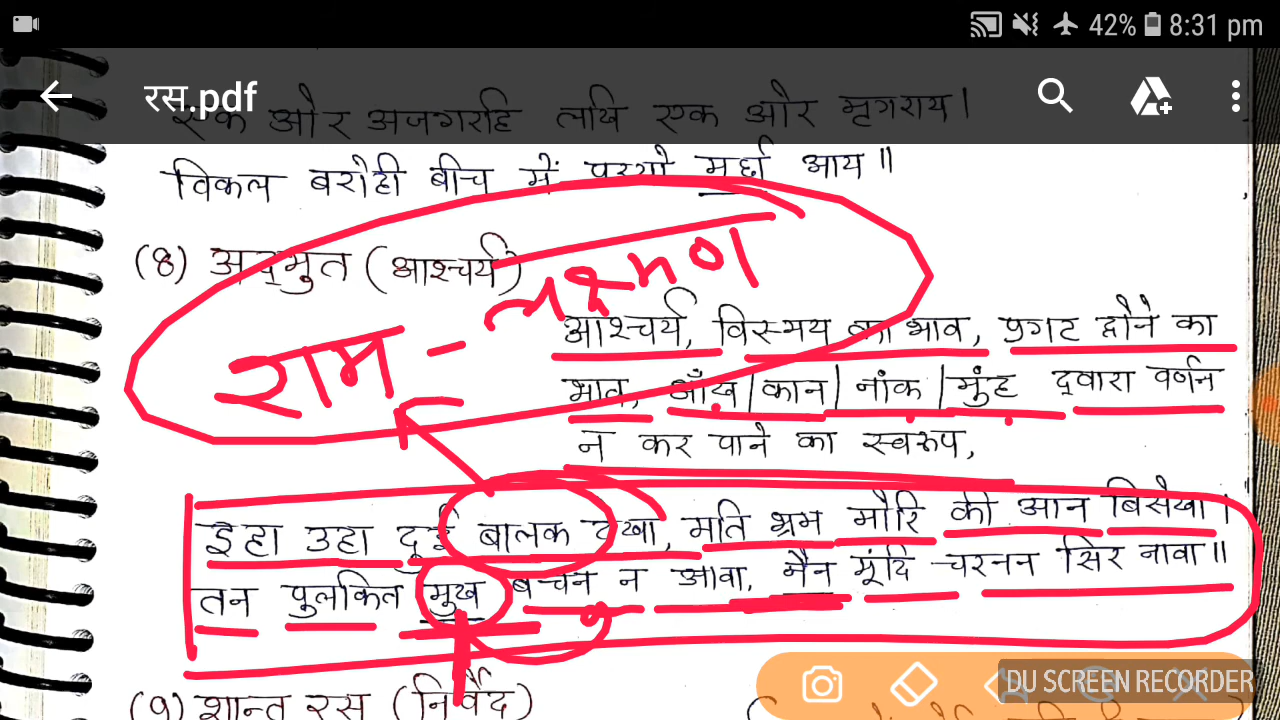 42% 8:31 pm
रस.pdf
एक ओर अजगरहि लखि एक ओर मृगराय।
विकल बटोही बीच में परयो मूर्छा आय॥
(8) अद्भुत (आश्चर्य)
राम - लक्ष्मण
आश्चर्य, विस्मय का भाव, प्रगट होने का
भाव, आँख|कान|नांक|मुंह द्वारा वर्णन
न कर पाने का स्वरूप,
इहा उहा दुई बालक देखा, मति भ्रम मोरि की आन बिसेखा।
तन पुलकित मुख बचन न आवा, नैन मूंदि चरनन सिर नावा॥
(9) शान्त रस (निर्वेद)
DU SCREEN RECORDER